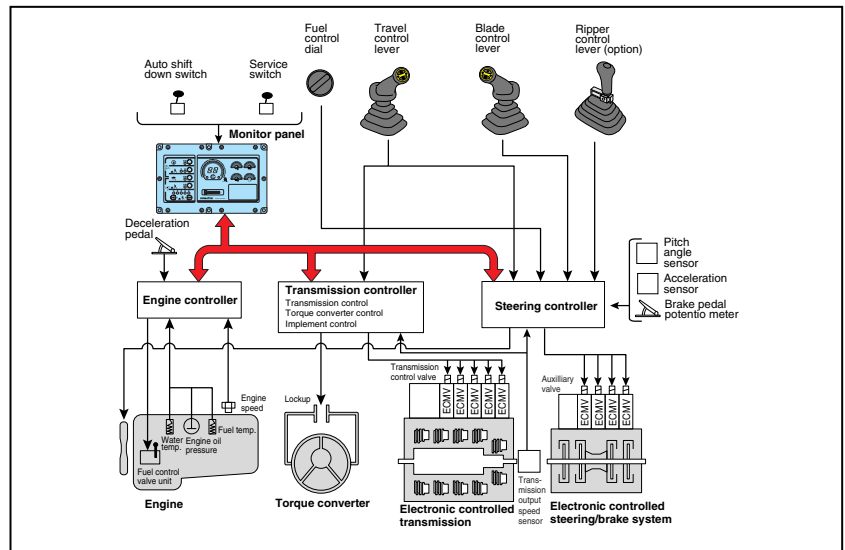 Fuel
control
dial
Travel
control
lever
Blade
control
lever
Ripper
control
lever (option)
Auto shift
down switch
Service
switch
Monitor panel
Deceleration
pedal
Pitch
angle
sensor
Acceleration
sensor
Brake pedal
potentio meter
Engine controller
Transmission controller
Transmission control
Torque converter control
Implement control
Steering controller
Transmission
control valve
ECMV
ECMV
ECMV
ECMV
ECMV
Auxilliary
valve
ECMV
ECMV
ECMV
ECMV
Engine
speed
Lockup
Water
temp.
Engine oil
pressure
Fuel temp.
Fuel control
valve unit
Engine
Torque converter
Electronic controlled
transmission
Trans-
mission
output
speed
sensor
Electronic controlled
steering/brake system